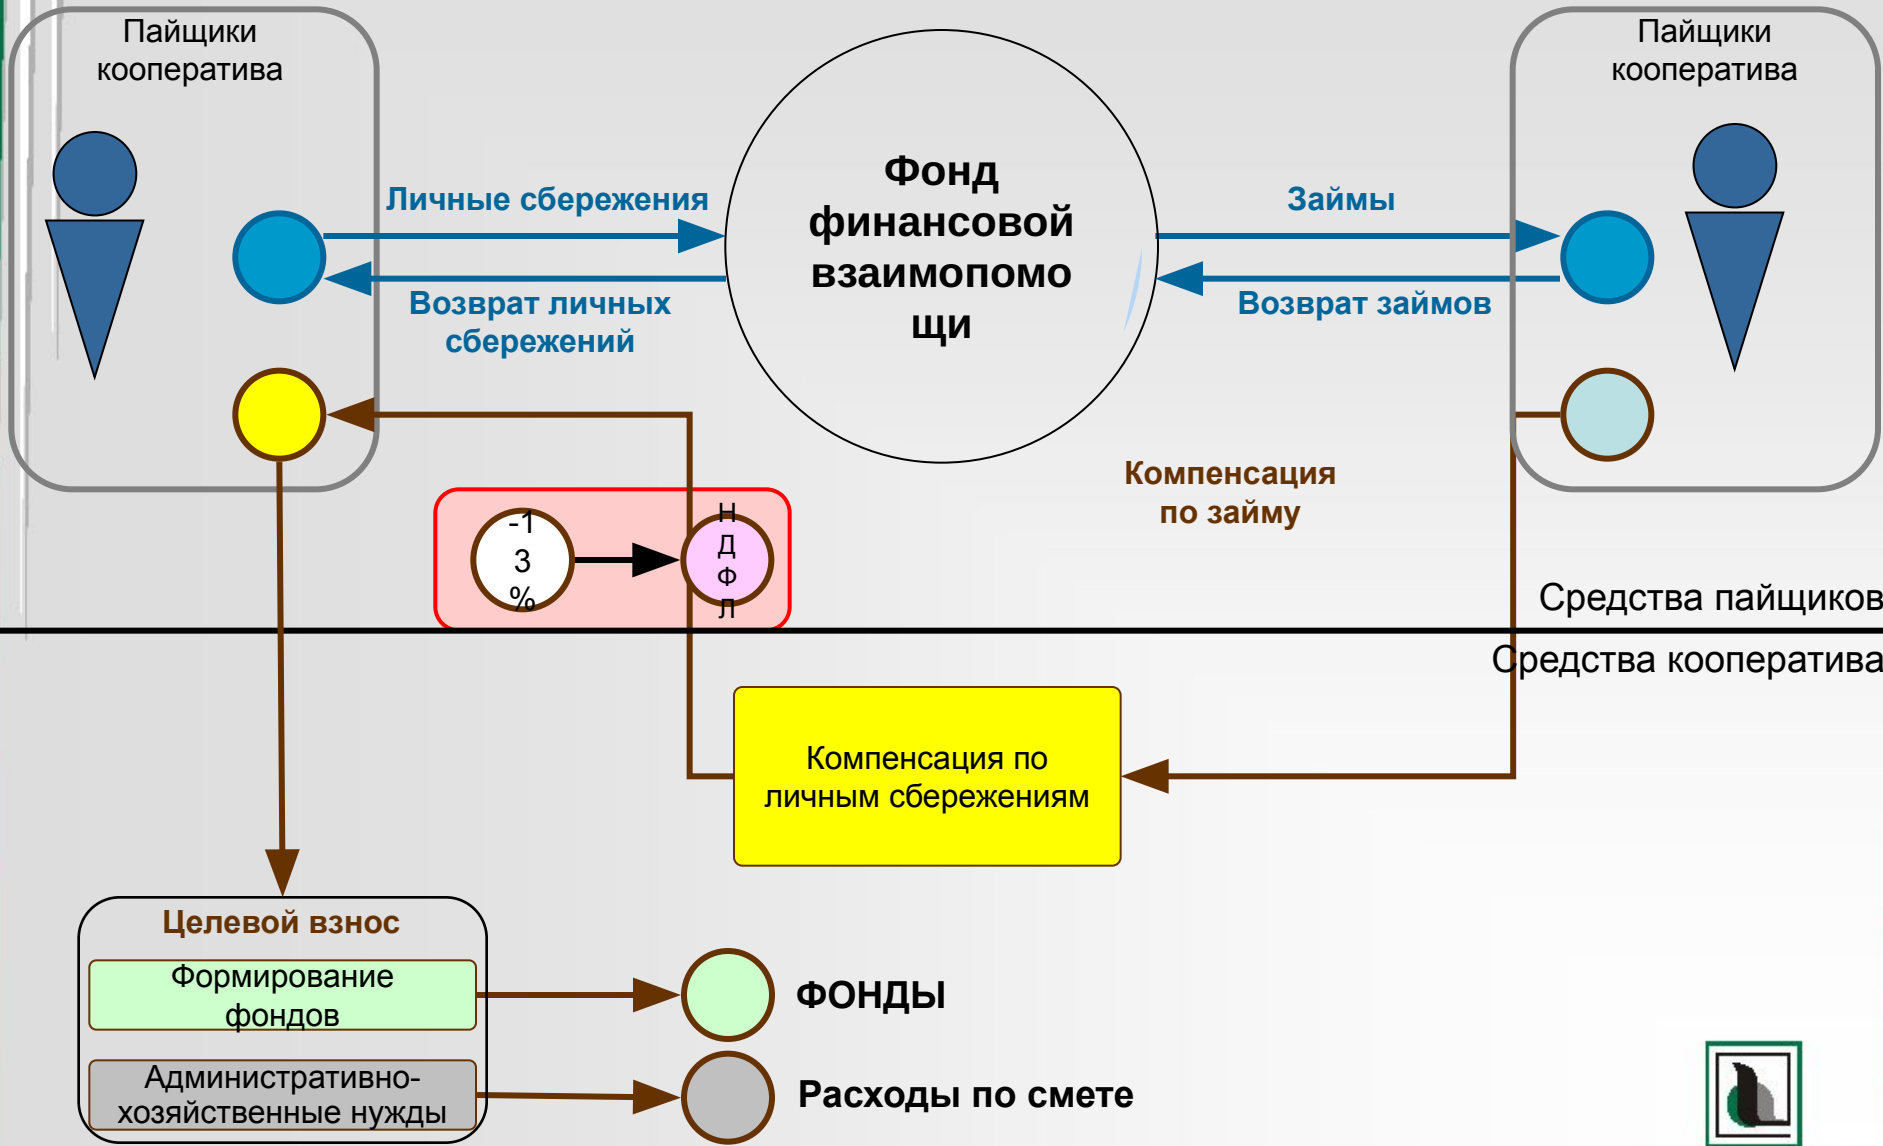 Пайщики
кооператива
Пайщики
кооператива
Личные сбережения
Возврат личных
сбережений
Фонд
финансовой
взаимопомо
щи
Займы
Возврат займов
Компенсация
по займу
-1
3
%
Н
Д
Ф
Л
Средства пайщиков
Средства кооператива
Компенсация по
личным сбережениям
Целевой взнос
Формирование
фондов
ФОНДЫ
Административно-
хозяйственные нужды
Расходы по смете